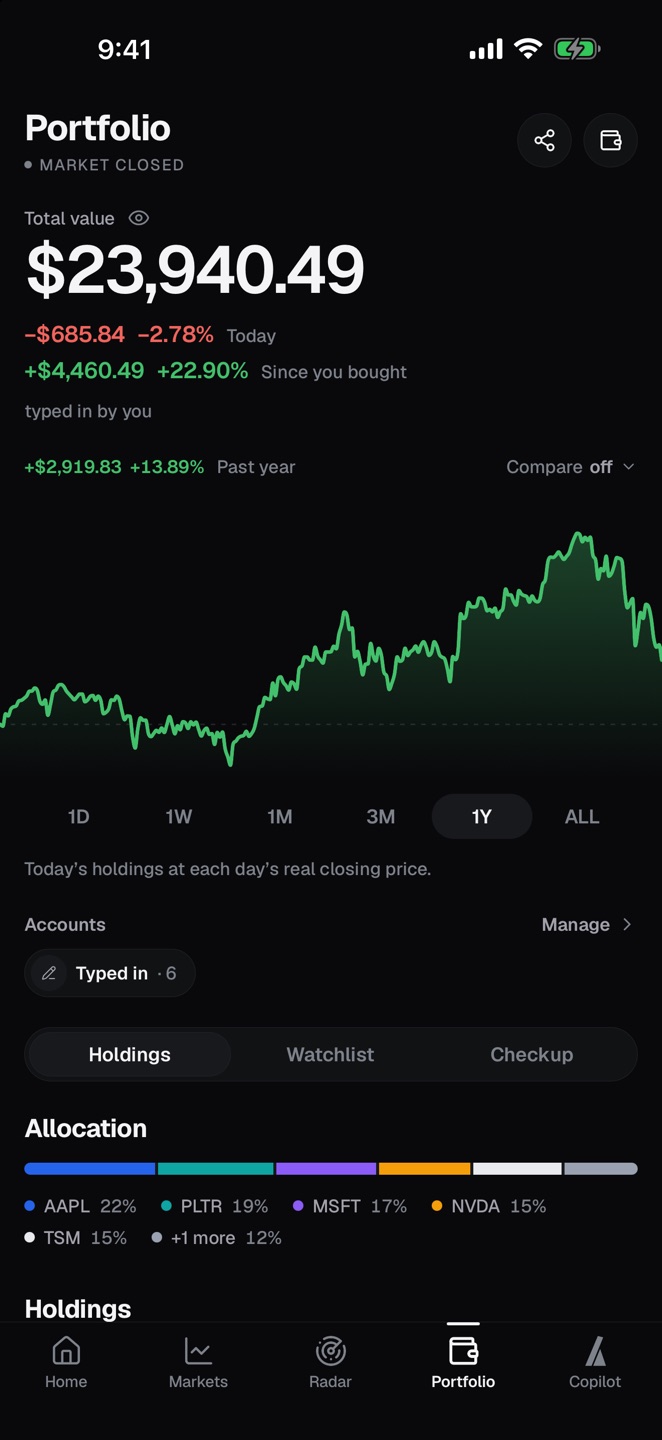 9:41
Portfolio
MARKET CLOSED
Total value
$23,940.49
−$685.84 −2.78% Today
+$4,460.49 +22.90% Since you bought
typed in by you
+$2,919.83 +13.89% Past year Compare off
1D 1W 1M 3M 1Y ALL
Today’s holdings at each day’s real closing price.
Accounts Manage
Typed in · 6
Holdings Watchlist Checkup
Allocation
AAPL 22% PLTR 19% MSFT 17% NVDA 15%
TSM 15% +1 more 12%
Holdings
Home Markets Radar Portfolio Copilot